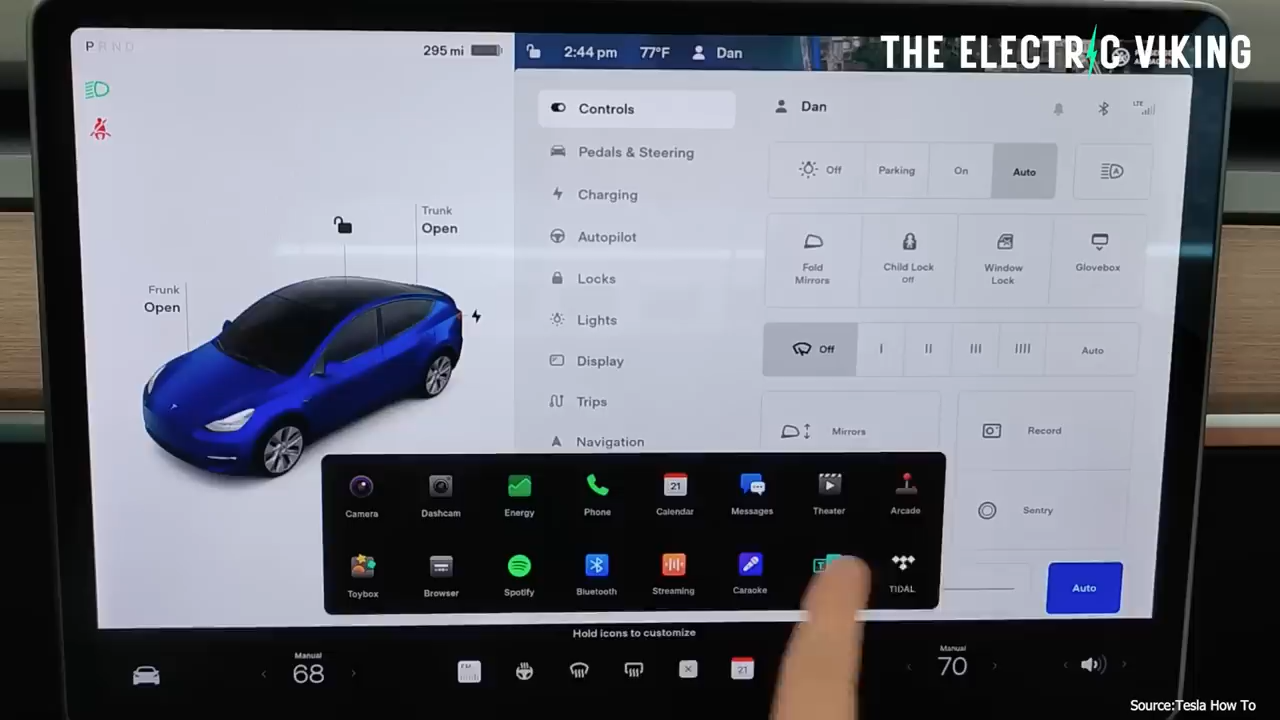 THE ELECTRIC VIKING
P R N D
295 mi
2:44 pm
77°F
Dan
Controls
Pedals & Steering
Charging
Autopilot
Locks
Lights
Display
Trips
Navigation
Dan
LTE
Off
Parking
On
Auto
Fold
Mirrors
Child Lock
Off
Window
Lock
Glovebox
Off
I
II
III
IIII
Auto
Mirrors
Record
Sentry
Auto
Trunk
Open
Frunk
Open
Camera
Dashcam
Energy
Phone
21
Calendar
Messages
Theater
Arcade
Toybox
Browser
Spotify
Bluetooth
Streaming
Caraoke
T
TIDAL
Hold icons to customize
Manual
68
FM
21
Manual
70
Source:Tesla How To